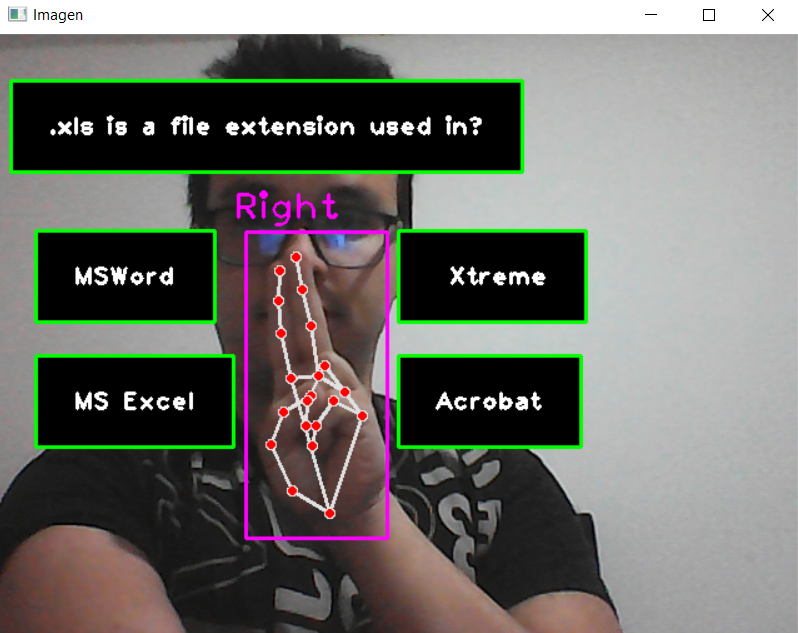 Imagen
.xls is a file extension used in?
Right
MSWord
Xtreme
MS Excel
Acrobat